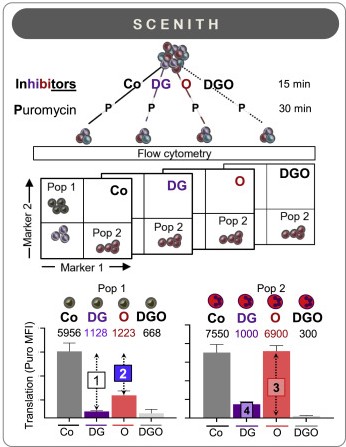 SCENITH
Inhibitors Co DG O DGO 15 min
Puromycin P P P P 30 min
Flow cytometry
Marker 2
Pop 1 Co DG O DGO
Pop 2 Pop 2 Pop 2 Pop 2
Marker 1
Pop 1 Pop 2
Co DG O DGO Co DG O DGO
5956 1128 1223 668 7550 1000 6900 300
Translation (Puro MFI)
1 2 3 4
Co DG O DGO Co DG O DGO